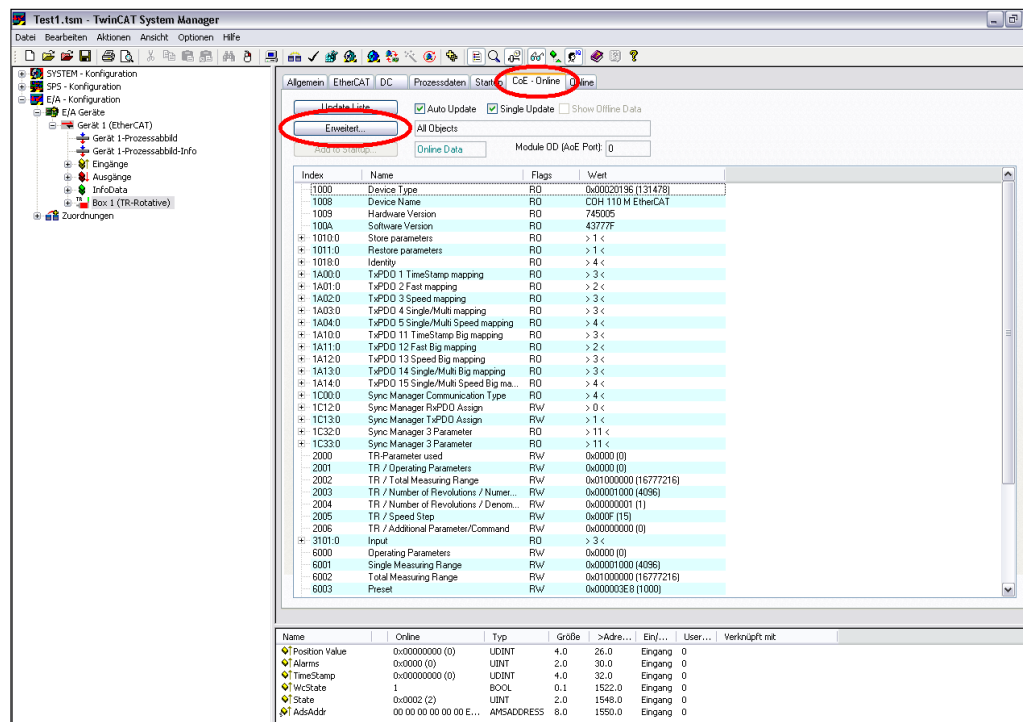 Test1.tsm - TwinCAT System Manager
Datei Bearbeiten Aktionen Ansicht Optionen Hilfe
SYSTEM - Konfiguration
SPS - Konfiguration
E/A - Konfiguration
E/A Geräte
Gerät 1 (EtherCAT)
Gerät 1-Prozessabbild
Gerät 1-Prozessabbild-Info
Eingänge
Ausgänge
InfoData
Box 1 (TR-Rotative)
Zuordnungen
Allgemein EtherCAT DC Prozessdaten Startup CoE - Online Online
Update Liste Auto Update Single Update Show Offline Data
Erweitert... All Objects
Add to Startup... Online Data Module OD (AoE Port): 0
Index Name Flags Wert
1000 Device Type RO 0x00020196 (131478)
1008 Device Name RO COH 110 M EtherCAT
1009 Hardware Version RO 745005
100A Software Version RO 43777F
1010:0 Store parameters RO > 1 <
1011:0 Restore parameters RO > 1 <
1018:0 Identity RO > 4 <
1A00:0 TxPDO 1 TimeStamp mapping RO > 3 <
1A01:0 TxPDO 2 Fast mapping RO > 2 <
1A02:0 TxPDO 3 Speed mapping RO > 3 <
1A03:0 TxPDO 4 Single/Multi mapping RO > 3 <
1A04:0 TxPDO 5 Single/Multi Speed mapping RO > 4 <
1A10:0 TxPDO 11 TimeStamp Big mapping RO > 3 <
1A11:0 TxPDO 12 Fast Big mapping RO > 2 <
1A12:0 TxPDO 13 Speed Big mapping RO > 3 <
1A13:0 TxPDO 14 Single/Multi Big mapping RO > 3 <
1A14:0 TxPDO 15 Single/Multi Speed Big ma... RO > 4 <
1C00:0 Sync Manager Communication Type RO > 4 <
1C12:0 Sync Manager RxPDO Assign RW > 0 <
1C13:0 Sync Manager TxPDO Assign RW > 1 <
1C32:0 Sync Manager 3 Parameter RO > 11 <
1C33:0 Sync Manager 3 Parameter RO > 11 <
2000 TR-Parameter used RW 0x0000 (0)
2001 TR / Operating Parameters RW 0x0000 (0)
2002 TR / Total Measuring Range RW 0x01000000 (16777216)
2003 TR / Number of Revolutions / Numer... RW 0x00001000 (4096)
2004 TR / Number of Revolutions / Denom... RW 0x00000001 (1)
2005 TR / Speed Step RW 0x000F (15)
2006 TR / Additional Parameter/Command RW 0x00000000 (0)
3101:0 Input RO > 3 <
6000 Operating Parameters RW 0x0000 (0)
6001 Single Measuring Range RW 0x00001000 (4096)
6002 Total Measuring Range RW 0x01000000 (16777216)
6003 Preset RW 0x000003E8 (1000)
Name Online Typ Größe >Adre... Ein/... User... Verknüpft mit
Position Value 0x00000000 (0) UDINT 4.0 26.0 Eingang 0
Alarms 0x0000 (0) UINT 2.0 30.0 Eingang 0
TimeStamp 0x00000000 (0) UDINT 4.0 32.0 Eingang 0
WcState 1 BOOL 0.1 1522.0 Eingang 0
State 0x0002 (2) UINT 2.0 1548.0 Eingang 0
AdsAddr 00 00 00 00 00 00 E... AMSADDRESS 8.0 1550.0 Eingang 0